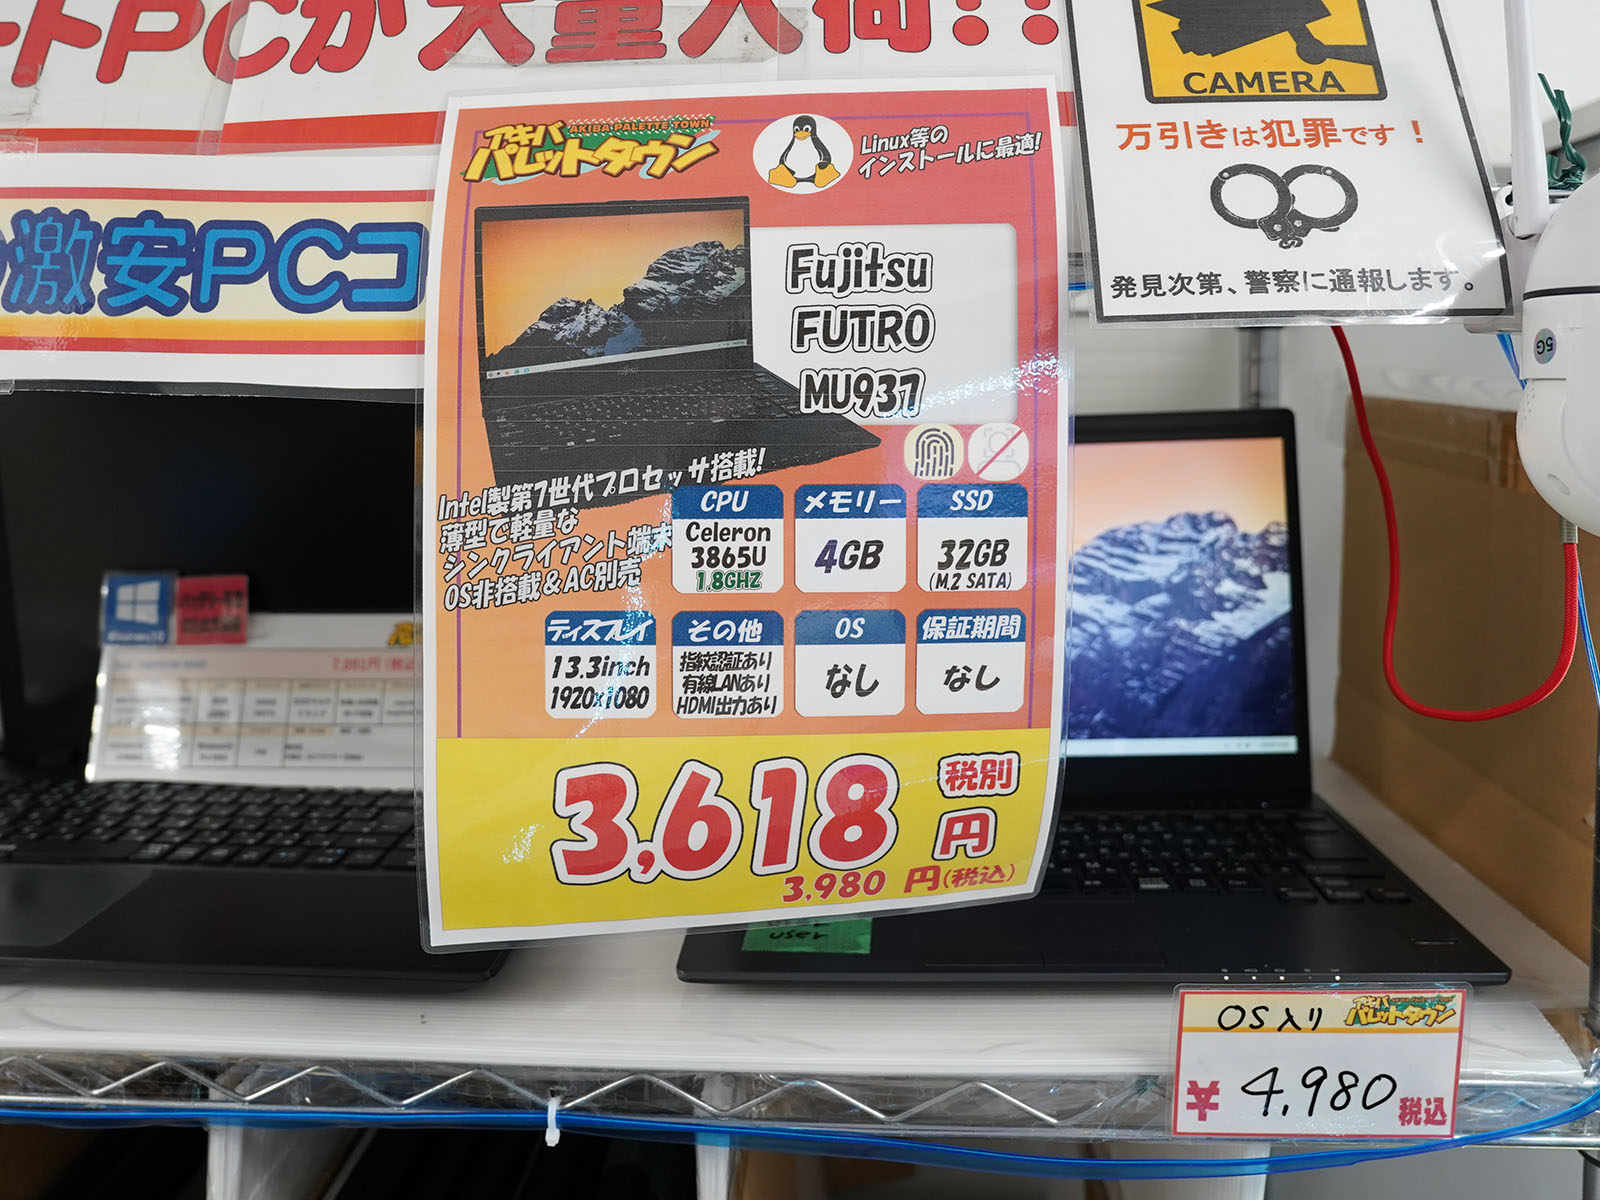 ートPCが大量入荷!!
激安PCコ
CAMERA
万引きは犯罪です！
発見次第、警察に通報します。
5G
アキバ AKIBA PALETTE TOWN
パレットタウン
Linux等の
インストールに最適!
Fujitsu
FUTRO
MU937
Intel製第7世代プロセッサ搭載!
薄型で軽量な
シンクライアント端末
OS非搭載&AC別売
CPU
Celeron
3865U
1.8GHZ
メモリー
4GB
SSD
32GB
(M.2 SATA)
ディスプレイ
13.3inch
1920x1080
その他
指紋認証あり
有線LANあり
HDMI出力あり
OS
なし
保証期間
なし
3,618 税別
円
3,980 円(税込)
user
OS入り
アキバ
パレットタウン
¥ 4,980 税込